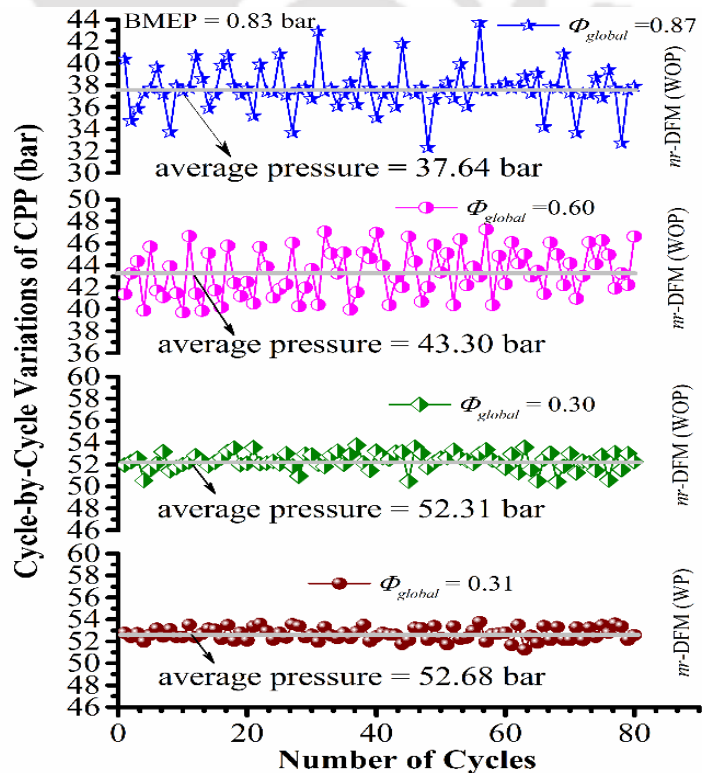 Cycle-by-Cycle Variations of CPP (bar)
44
42
40
38
36
34
32
30
BMEP = 0.83 bar
Φglobal = 0.87
average pressure = 37.64 bar
nr-DFM (WOP)
50
48
46
44
42
40
38
36
Φglobal =0.60
average pressure = 43.30 bar
nr-DFM (WOP)
60
58
56
54
52
50
48
46
Φglobal = 0.30
average pressure = 52.31 bar
nr-DFM (WOP)
60
58
56
54
52
50
48
46
Φglobal = 0.31
average pressure = 52.68 bar
nr-DFM (WP)
0 20 40 60 80
Number of Cycles